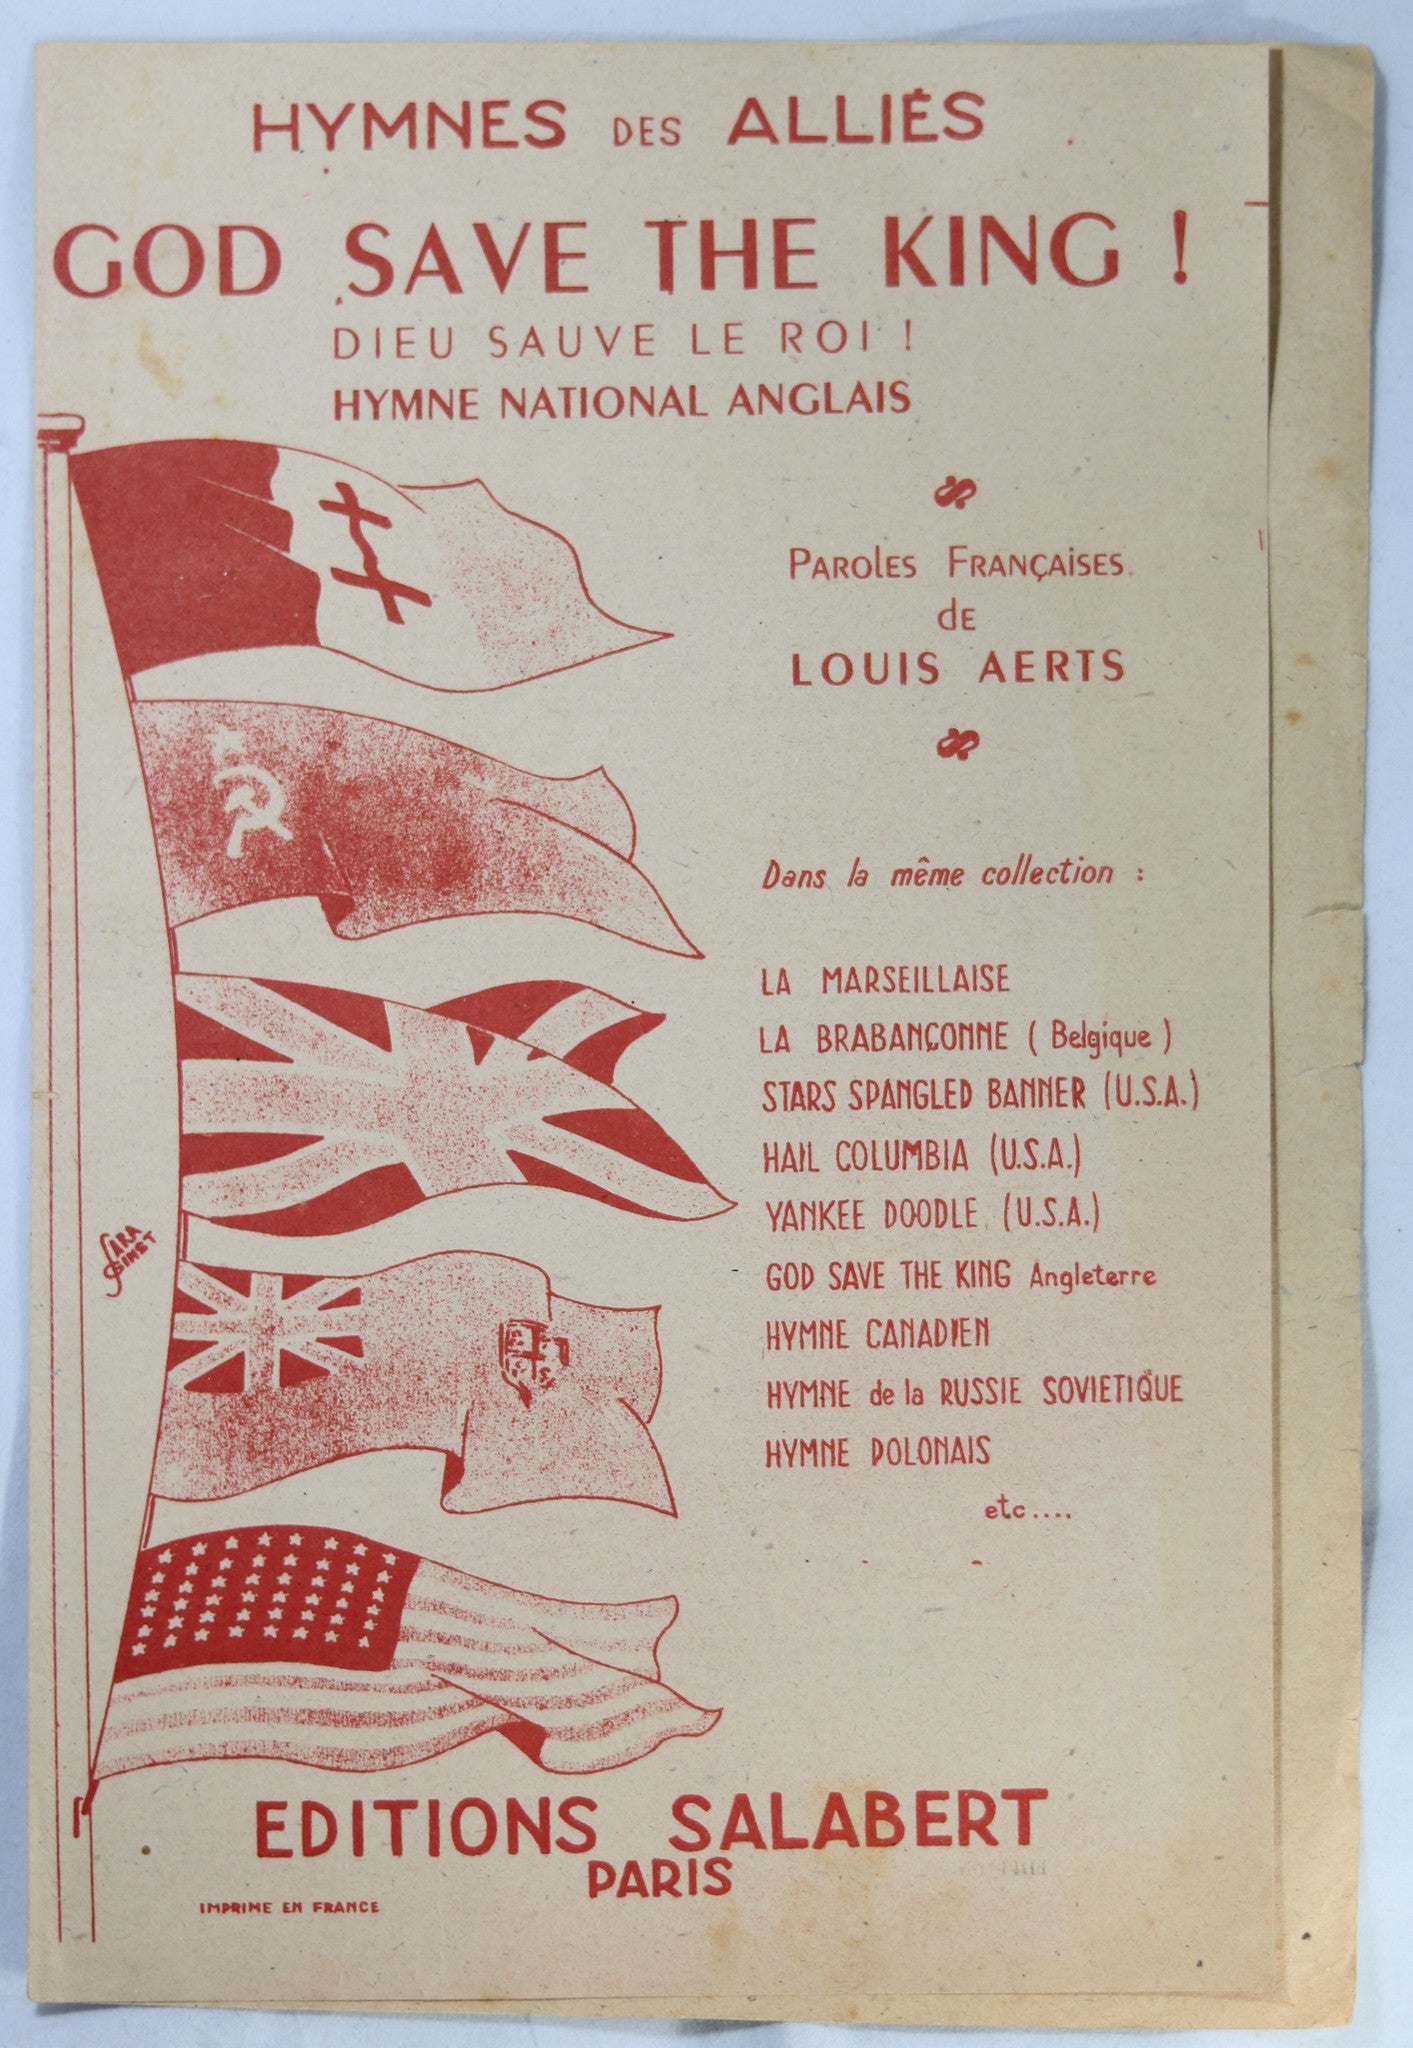 HYMNES DES ALLIÉS
GOD SAVE THE KING !
DIEU SAUVE LE ROI !
HYMNE NATIONAL ANGLAIS
PAROLES FRANÇAISES
de
LOUIS AERTS
Dans la même collection :
LA MARSEILLAISE
LA BRABANÇONNE ( Belgique )
STARS SPANGLED BANNER (U.S.A.)
HAIL COLUMBIA (U.S.A.)
YANKEE DOODLE (U.S.A.)
GOD SAVE THE KING Angleterre
HYMNE CANADIEN
HYMNE de la RUSSIE SOVIETIQUE
HYMNE POLONAIS
etc....
EDITIONS SALABERT
PARIS
IMPRIME EN FRANCE